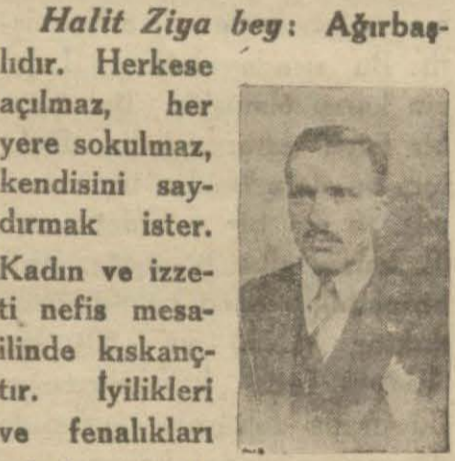 Halit Ziya bey: Ağırbaş-
lıdır. Herkese
açılmaz, her
yere sokulmaz,
kendisini say-
dırmak ister.
Kadın ve izze-
ti nefis mesa-
ilinde kıskanç-
tır. İyilikleri
ve fenalıkları